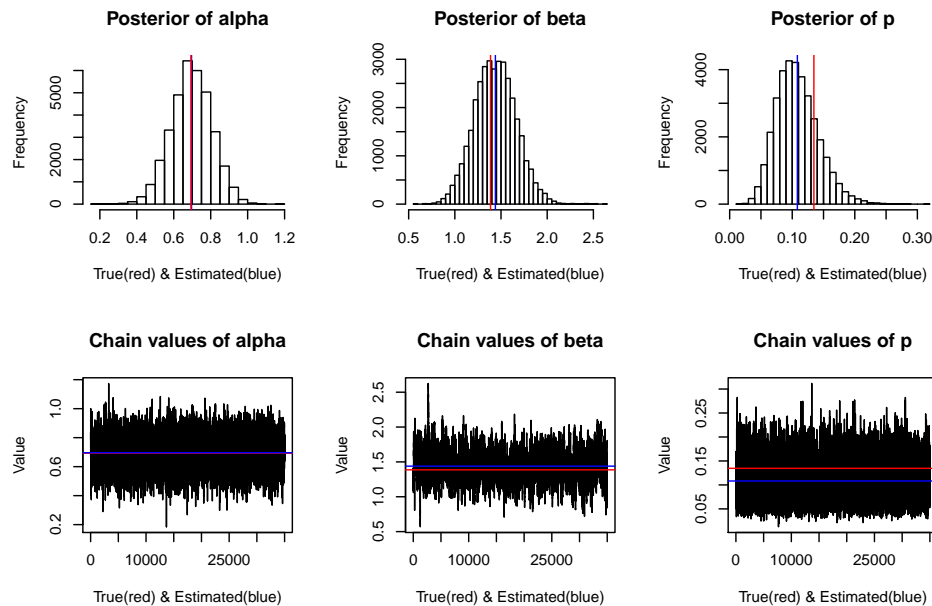 Posterior of alpha
Frequency
0 2000 5000
0.2 0.4 0.6 0.8 1.0 1.2
True(red) & Estimated(blue)
Posterior of beta
Frequency
0 1000 2000 3000
0.5 1.0 1.5 2.0 2.5
True(red) & Estimated(blue)
Posterior of p
Frequency
0 2000 4000
0.00 0.10 0.20 0.30
True(red) & Estimated(blue)
Chain values of alpha
Value
0.2 0.6 1.0
0 10000 25000
True(red) & Estimated(blue)
Chain values of beta
Value
0.5 1.0 1.5 2.0 2.5
0 10000 25000
True(red) & Estimated(blue)
Chain values of p
Value
0.05 0.15 0.25
0 10000 25000
True(red) & Estimated(blue)